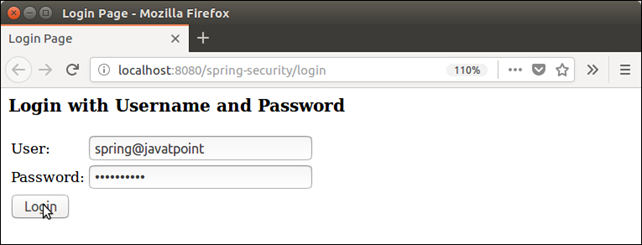 Login Page - Mozilla Firefox
Login Page
localhost:8080/spring-security/login 110%
Login with Username and Password
User: spring@javatpoint
Password: ••••••••••
Login